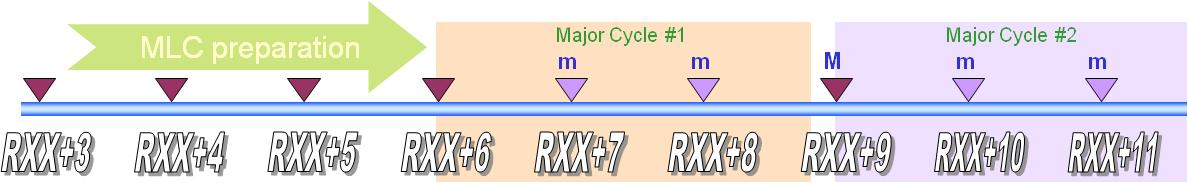 Major Cycle #1
Major Cycle #2
MLC preparation
m
m
M
m
m
RXX+3
RXX+4
RXX+5
RXX+6
RXX+7
RXX+8
RXX+9
RXX+10
RXX+11